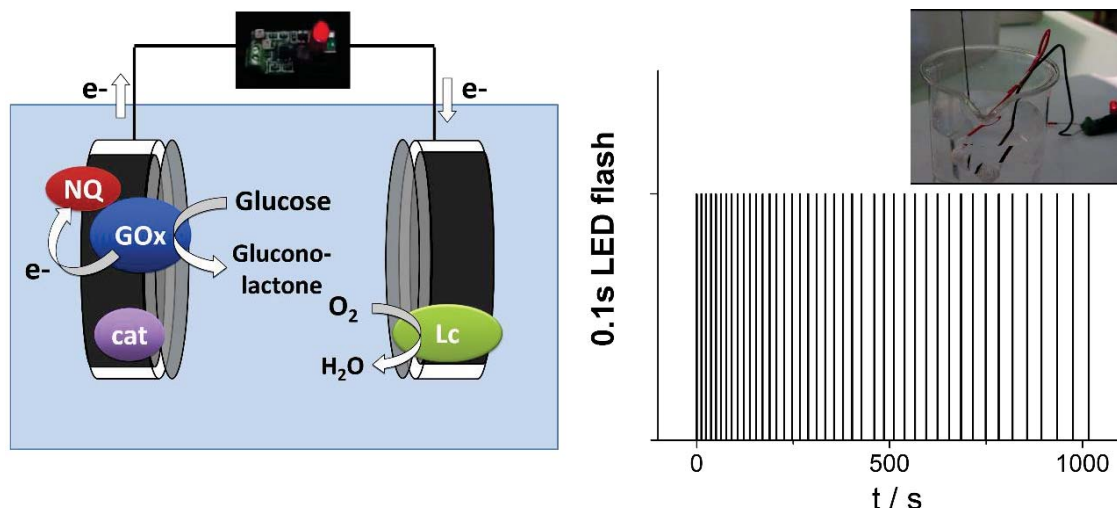 e-
e-
NQ
GOx
Glucose
Glucono-
lactone
e-
cat
O₂
Lc
H₂O
0.1s LED flash
0
500
1000
t / s